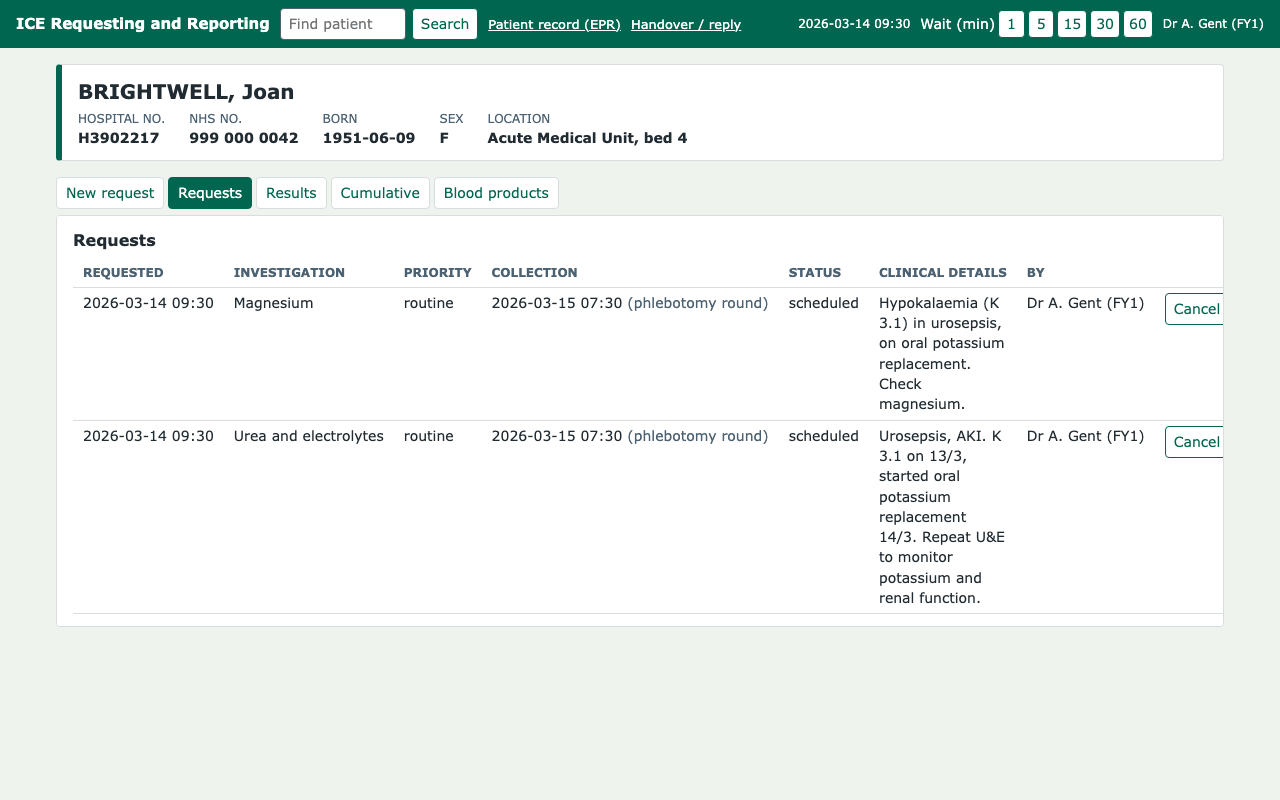 ICE Requesting and Reporting Find patient Search Patient record (EPR) Handover / reply 2026-03-14 09:30 Wait (min) 1 5 15 30 60 Dr A. Gent (FY1)
BRIGHTWELL, Joan
HOSPITAL NO. NHS NO. BORN SEX LOCATION
H3902217 999 000 0042 1951-06-09 F Acute Medical Unit, bed 4
New request Requests Results Cumulative Blood products
Requests
REQUESTED INVESTIGATION PRIORITY COLLECTION STATUS CLINICAL DETAILS BY
2026-03-14 09:30 Magnesium routine 2026-03-15 07:30 (phlebotomy round) scheduled Hypokalaemia (K Dr A. Gent (FY1) Cancel
3.1) in urosepsis,
on oral potassium
replacement.
Check
magnesium.
2026-03-14 09:30 Urea and electrolytes routine 2026-03-15 07:30 (phlebotomy round) scheduled Urosepsis, AKI. K Dr A. Gent (FY1) Cancel
3.1 on 13/3,
started oral
potassium
replacement
14/3. Repeat U&E
to monitor
potassium and
renal function.